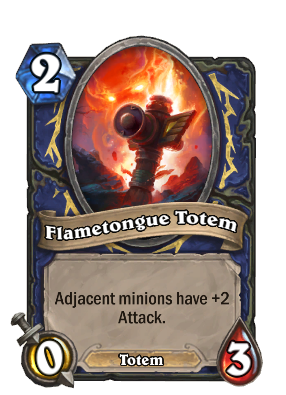 2
Flametongue Totem
Adjacent minions have +2
Attack.
0
Totem
3